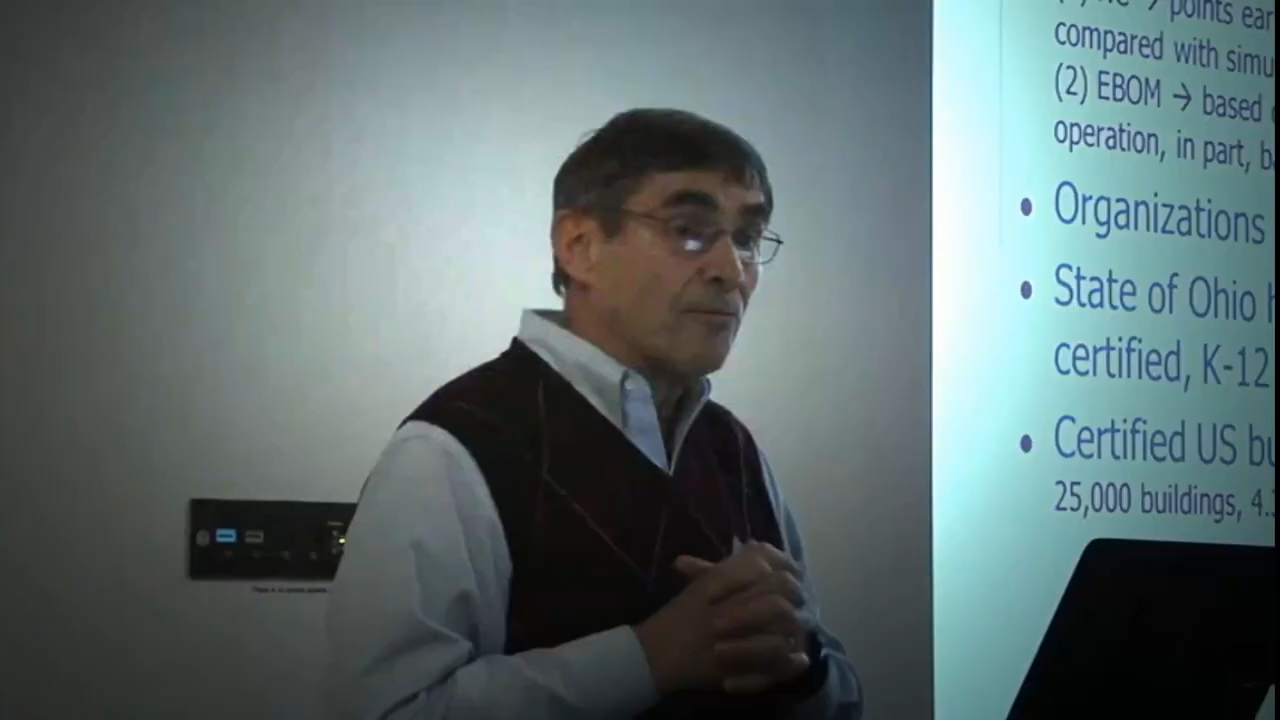 points ear
compared with simu
(2) EBOM → based
operation, in part, b
• Organizations
• State of Ohio h
certified, K-12
• Certified US bu
25,000 buildings, 4.